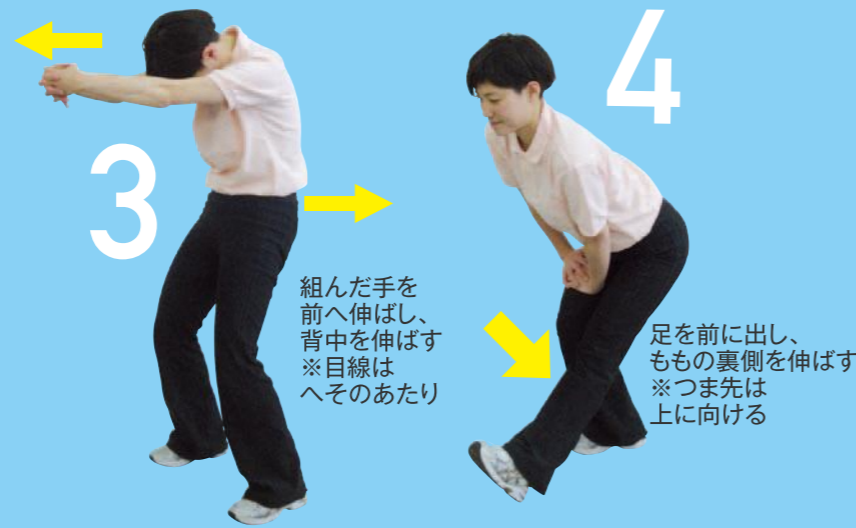 3
組んだ手を
前へ伸ばし、
背中を伸ばす
※目線は
へそのあたり
4
足を前に出し、
ももの裏側を伸ばす
※つま先は
上に向ける